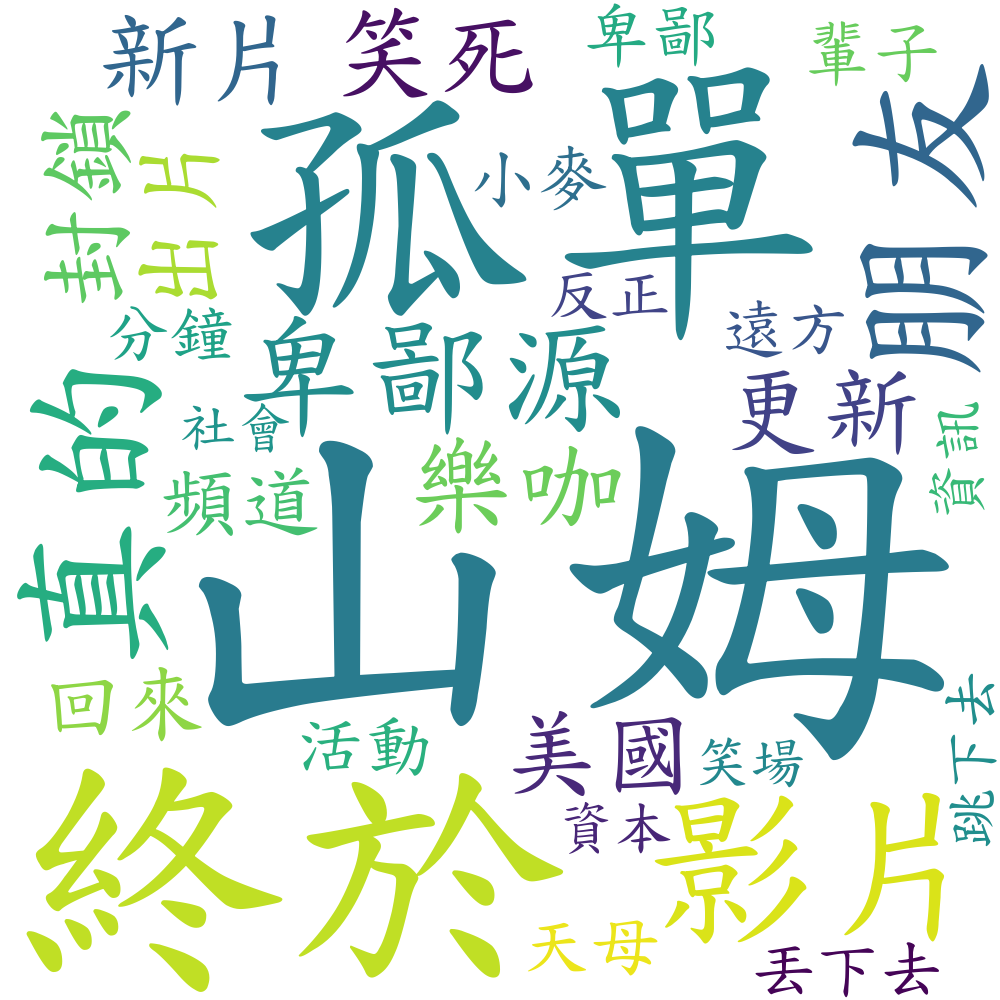 新片
笑死
卑鄙
輩子
孤單
朋友
封鎖
出片
小麥
反正
遠方
分鐘
卑鄙源
更新
真的
社會
頻道
樂咖
資訊
山姆
回來
活動
美國
笑場
跳下去
終於
影片
資本
天母
丟下去